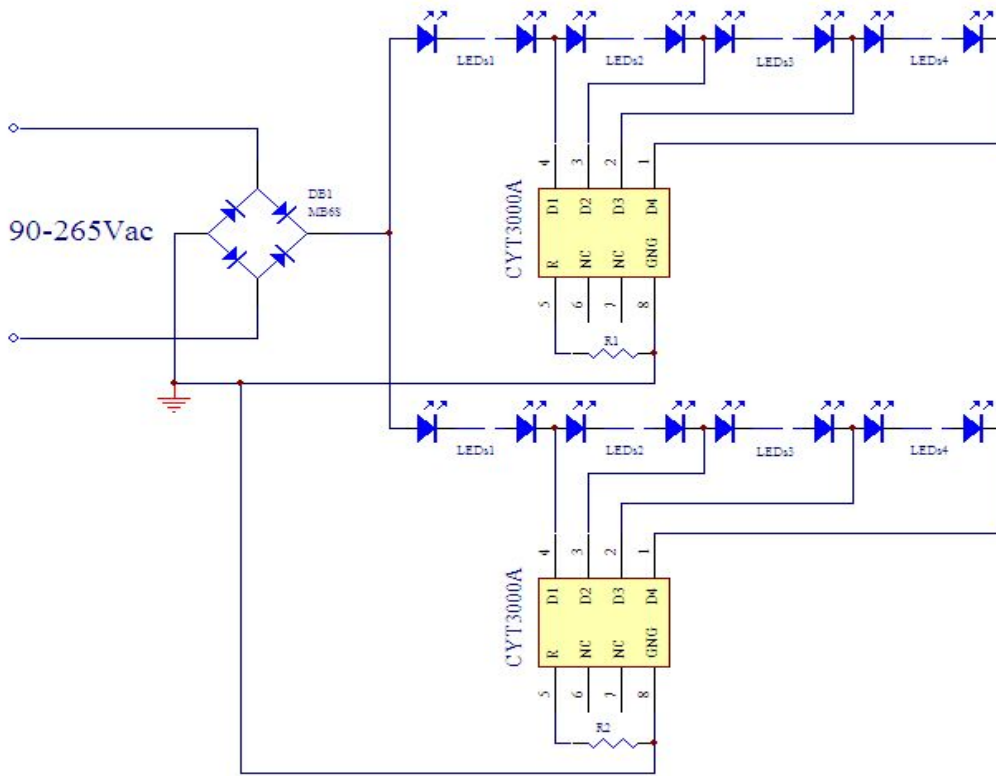 LEDs1 LEDs2 LEDs3 LEDs4
4 3 2 1
DB1
MB6S
90-265Vac
CYT3000A
D1 D2 D3 D4
R NC NC GNG
5 6 7 8
R1
LEDs1 LEDs2 LEDs3 LEDs4
4 3 2 1
CYT3000A
D1 D2 D3 D4
R NC NC GNG
5 6 7 8
R2